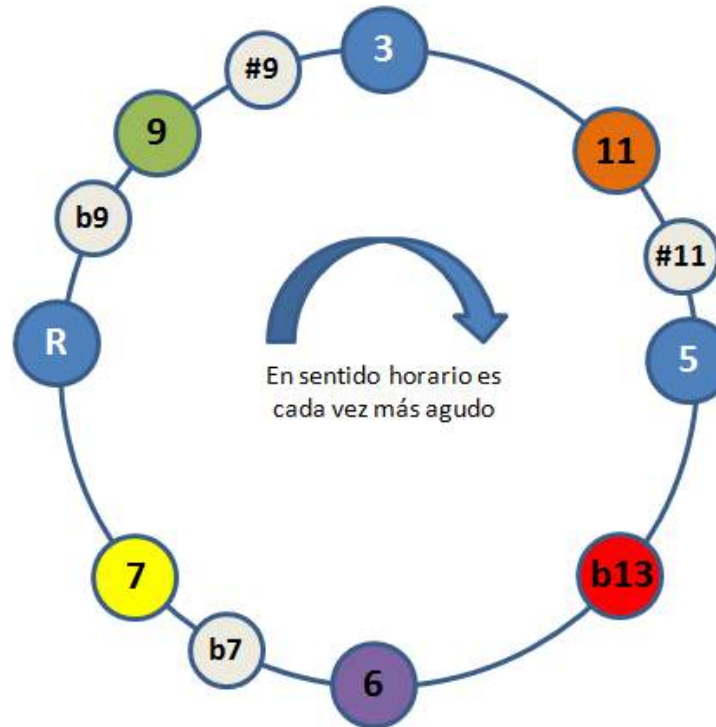 3
#9
9
11
b9
#11
R
5
En sentido horario es
cada vez más agudo
7
b13
b7
6